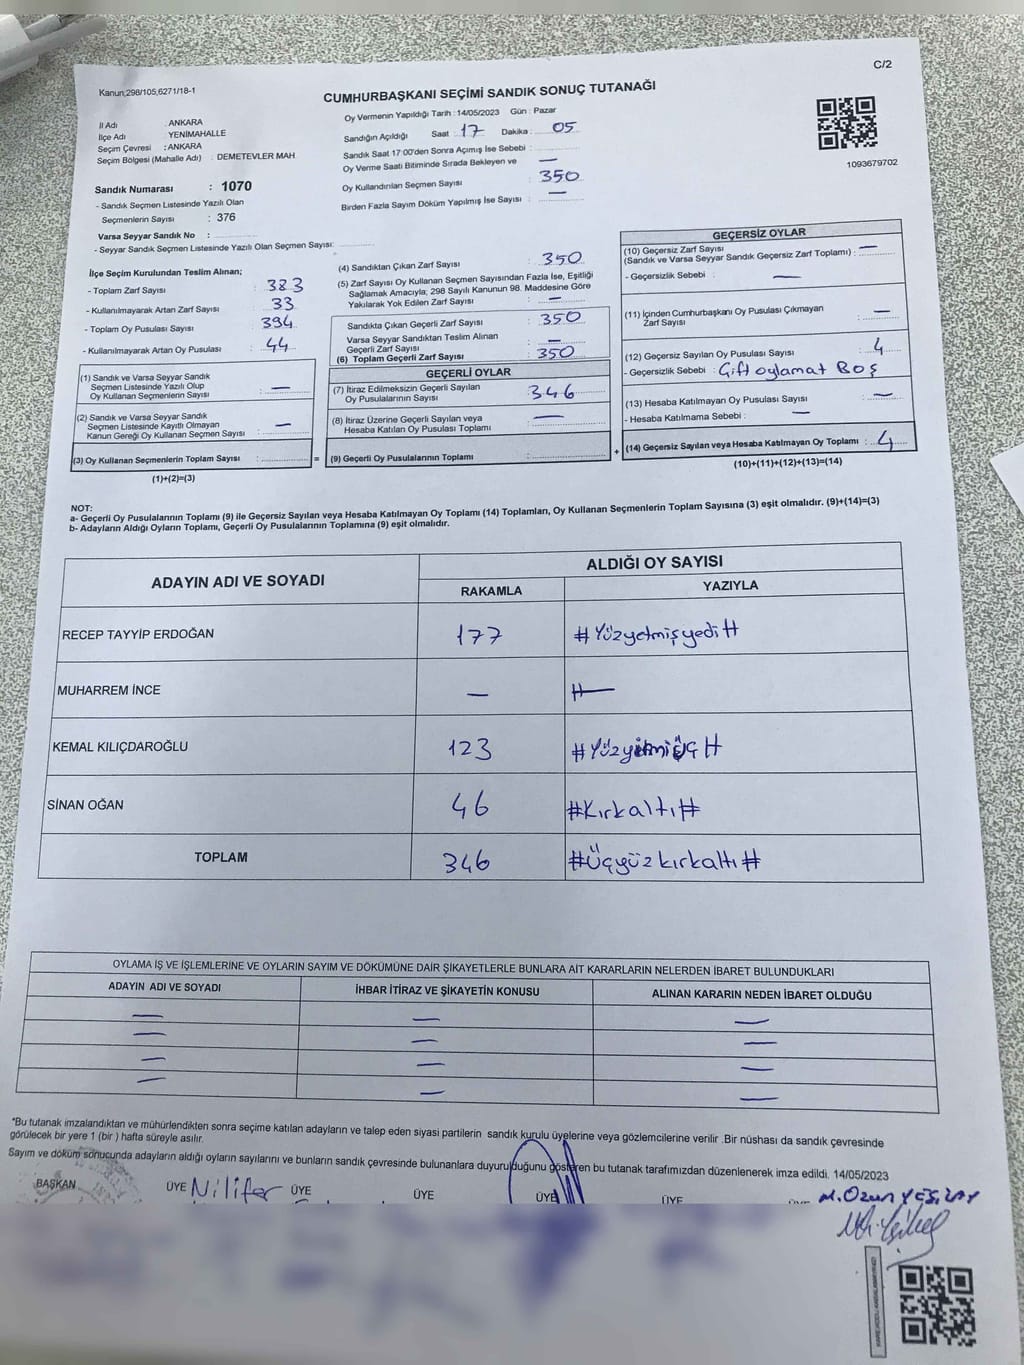 C/2
Kanun,298/105,6271/18-1
CUMHURBAŞKANI SEÇİMİ SANDIK SONUÇ TUTANAĞI
İl Adı : ANKARA
İlçe Adı : YENİMAHALLE
Seçim Çevresi : ANKARA
Seçim Bölgesi (Mahalle Adı) : DEMETEVLER MAH
Oy Vermenin Yapıldığı Tarih : 14/05/2023 Gün : Pazar
Sandığın Açıldığı Saat : 17 Dakika : 05
Sandık Saat 17:00'den Sonra Açmış İse Sebebi :
Oy Verme Saati Bitiminde Sırada Bekleyen ve
Oy Kullandırılan Seçmen Sayısı : 350
Birden Fazla Sayım Döküm Yapılmış İse Sayısı : —
1093679702
Sandık Numarası : 1070
- Sandık Seçmen Listesinde Yazılı Olan
Seçmenlerin Sayısı : 376
Varsa Seyyar Sandık No :
- Seyyar Sandık Seçmen Listesinde Yazılı Olan Seçmen Sayısı:
İlçe Seçim Kurulundan Teslim Alınan;
- Toplam Zarf Sayısı : 383
- Kullanılmayarak Artan Zarf Sayısı : 33
- Toplam Oy Pusulası Sayısı : 394
- Kullanılmayarak Artan Oy Pusulası : 44
(1) Sandık ve Varsa Seyyar Sandık
Seçmen Listesinde Yazılı Olup
Oy Kullanan Seçmenlerin Sayısı : —
(2) Sandık ve Varsa Seyyar Sandık
Seçmen Listesinde Kayıtlı Olmayan
Kanun Gereği Oy Kullanan Seçmen Sayısı : —
(3) Oy Kullanan Seçmenlerin Toplam Sayısı :
(1)+(2)=(3)
(4) Sandıktan Çıkan Zarf Sayısı : 350
(5) Zarf Sayısı Oy Kullanan Seçmen Sayısından Fazla İse, Eşitliği
Sağlamak Amacıyla; 298 Sayılı Kanunun 98. Maddesine Göre
Yakılarak Yok Edilen Zarf Sayısı : —
Sandıkta Çıkan Geçerli Zarf Sayısı : 350
Varsa Seyyar Sandıktan Teslim Alınan
Geçerli Zarf Sayısı : —
(6) Toplam Geçerli Zarf Sayısı : 350
GEÇERLİ OYLAR
(7) İtiraz Edilmeksizin Geçerli Sayılan
Oy Pusulalarının Sayısı : 346
(8) İtiraz Üzerine Geçerli Sayılan veya
Hesaba Katılan Oy Pusulası Toplamı : —
= (9) Geçerli Oy Pusulalarının Toplamı :
GEÇERSİZ OYLAR
(10) Geçersiz Zarf Sayısı
(Sandık ve Varsa Seyyar Sandık Geçersiz Zarf Toplamı) : —
- Geçersizlik Sebebi : —
(11) İçinden Cumhurbaşkanı Oy Pusulası Çıkmayan
Zarf Sayısı : —
(12) Geçersiz Sayılan Oy Pusulası Sayısı : 4
- Geçersizlik Sebebi : Çift oylamat Boş
(13) Hesaba Katılmayan Oy Pusulası Sayısı : —
- Hesaba Katılmama Sebebi : —
+ (14) Geçersiz Sayılan veya Hesaba Katılmayan Oy Toplamı : 4
(10)+(11)+(12)+(13)=(14)
NOT:
a- Geçerli Oy Pusulalarının Toplamı (9) ile Geçersiz Sayılan veya Hesaba Katılmayan Oy Toplamı (14) Toplamları, Oy Kullanan Seçmenlerin Toplam Sayısına (3) eşit olmalıdır. (9)+(14)=(3)
b- Adayların Aldığı Oyların Toplamı, Geçerli Oy Pusulalarının Toplamına (9) eşit olmalıdır.
ADAYIN ADI VE SOYADI
ALDIĞI OY SAYISI
RAKAMLA YAZIYLA
RECEP TAYYİP ERDOĞAN 177 #Yüzyetmişyedi#
MUHARREM İNCE — #—
KEMAL KILIÇDAROĞLU 123 #Yüzyirmiüç#
SİNAN OĞAN 46 #Kırkaltı#
TOPLAM 346 #Üçyüzkırkaltı#
OYLAMA İŞ VE İŞLEMLERİNE VE OYLARIN SAYIM VE DÖKÜMÜNE DAİR ŞİKAYETLERLE BUNLARA AİT KARARLARIN NELERDEN İBARET BULUNDUKLARI
ADAYIN ADI VE SOYADI İHBAR İTİRAZ VE ŞİKAYETİN KONUSU ALINAN KARARIN NEDEN İBARET OLDUĞU
— — —
— — —
— — —
— — —
*Bu tutanak imzalandıktan ve mühürlendikten sonra seçime katılan adayların ve talep eden siyasi partilerin sandık kurulu üyelerine veya gözlemcilerine verilir .Bir nüshası da sandık çevresinde
görülecek bir yere 1 (bir ) hafta süreyle asılır.
Sayım ve döküm sonucunda adayların aldığı oyların sayılarını ve bunların sandık çevresinde bulunanlara duyurulduğunu gösteren bu tutanak tarafımızdan düzenlenerek imza edildi. 14/05/2023
BAŞKAN ÜYE Nilifer ÜYE ÜYE ÜYE ÜYE